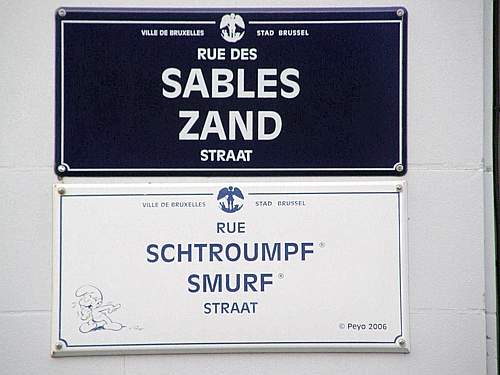 VILLE DE BRUXELLES STAD BRUSSEL
RUE DES
SABLES
ZAND
STRAAT
VILLE DE BRUXELLES STAD BRUSSEL
RUE
SCHTROUMPF®
SMURF®
STRAAT
© Peyo 2006